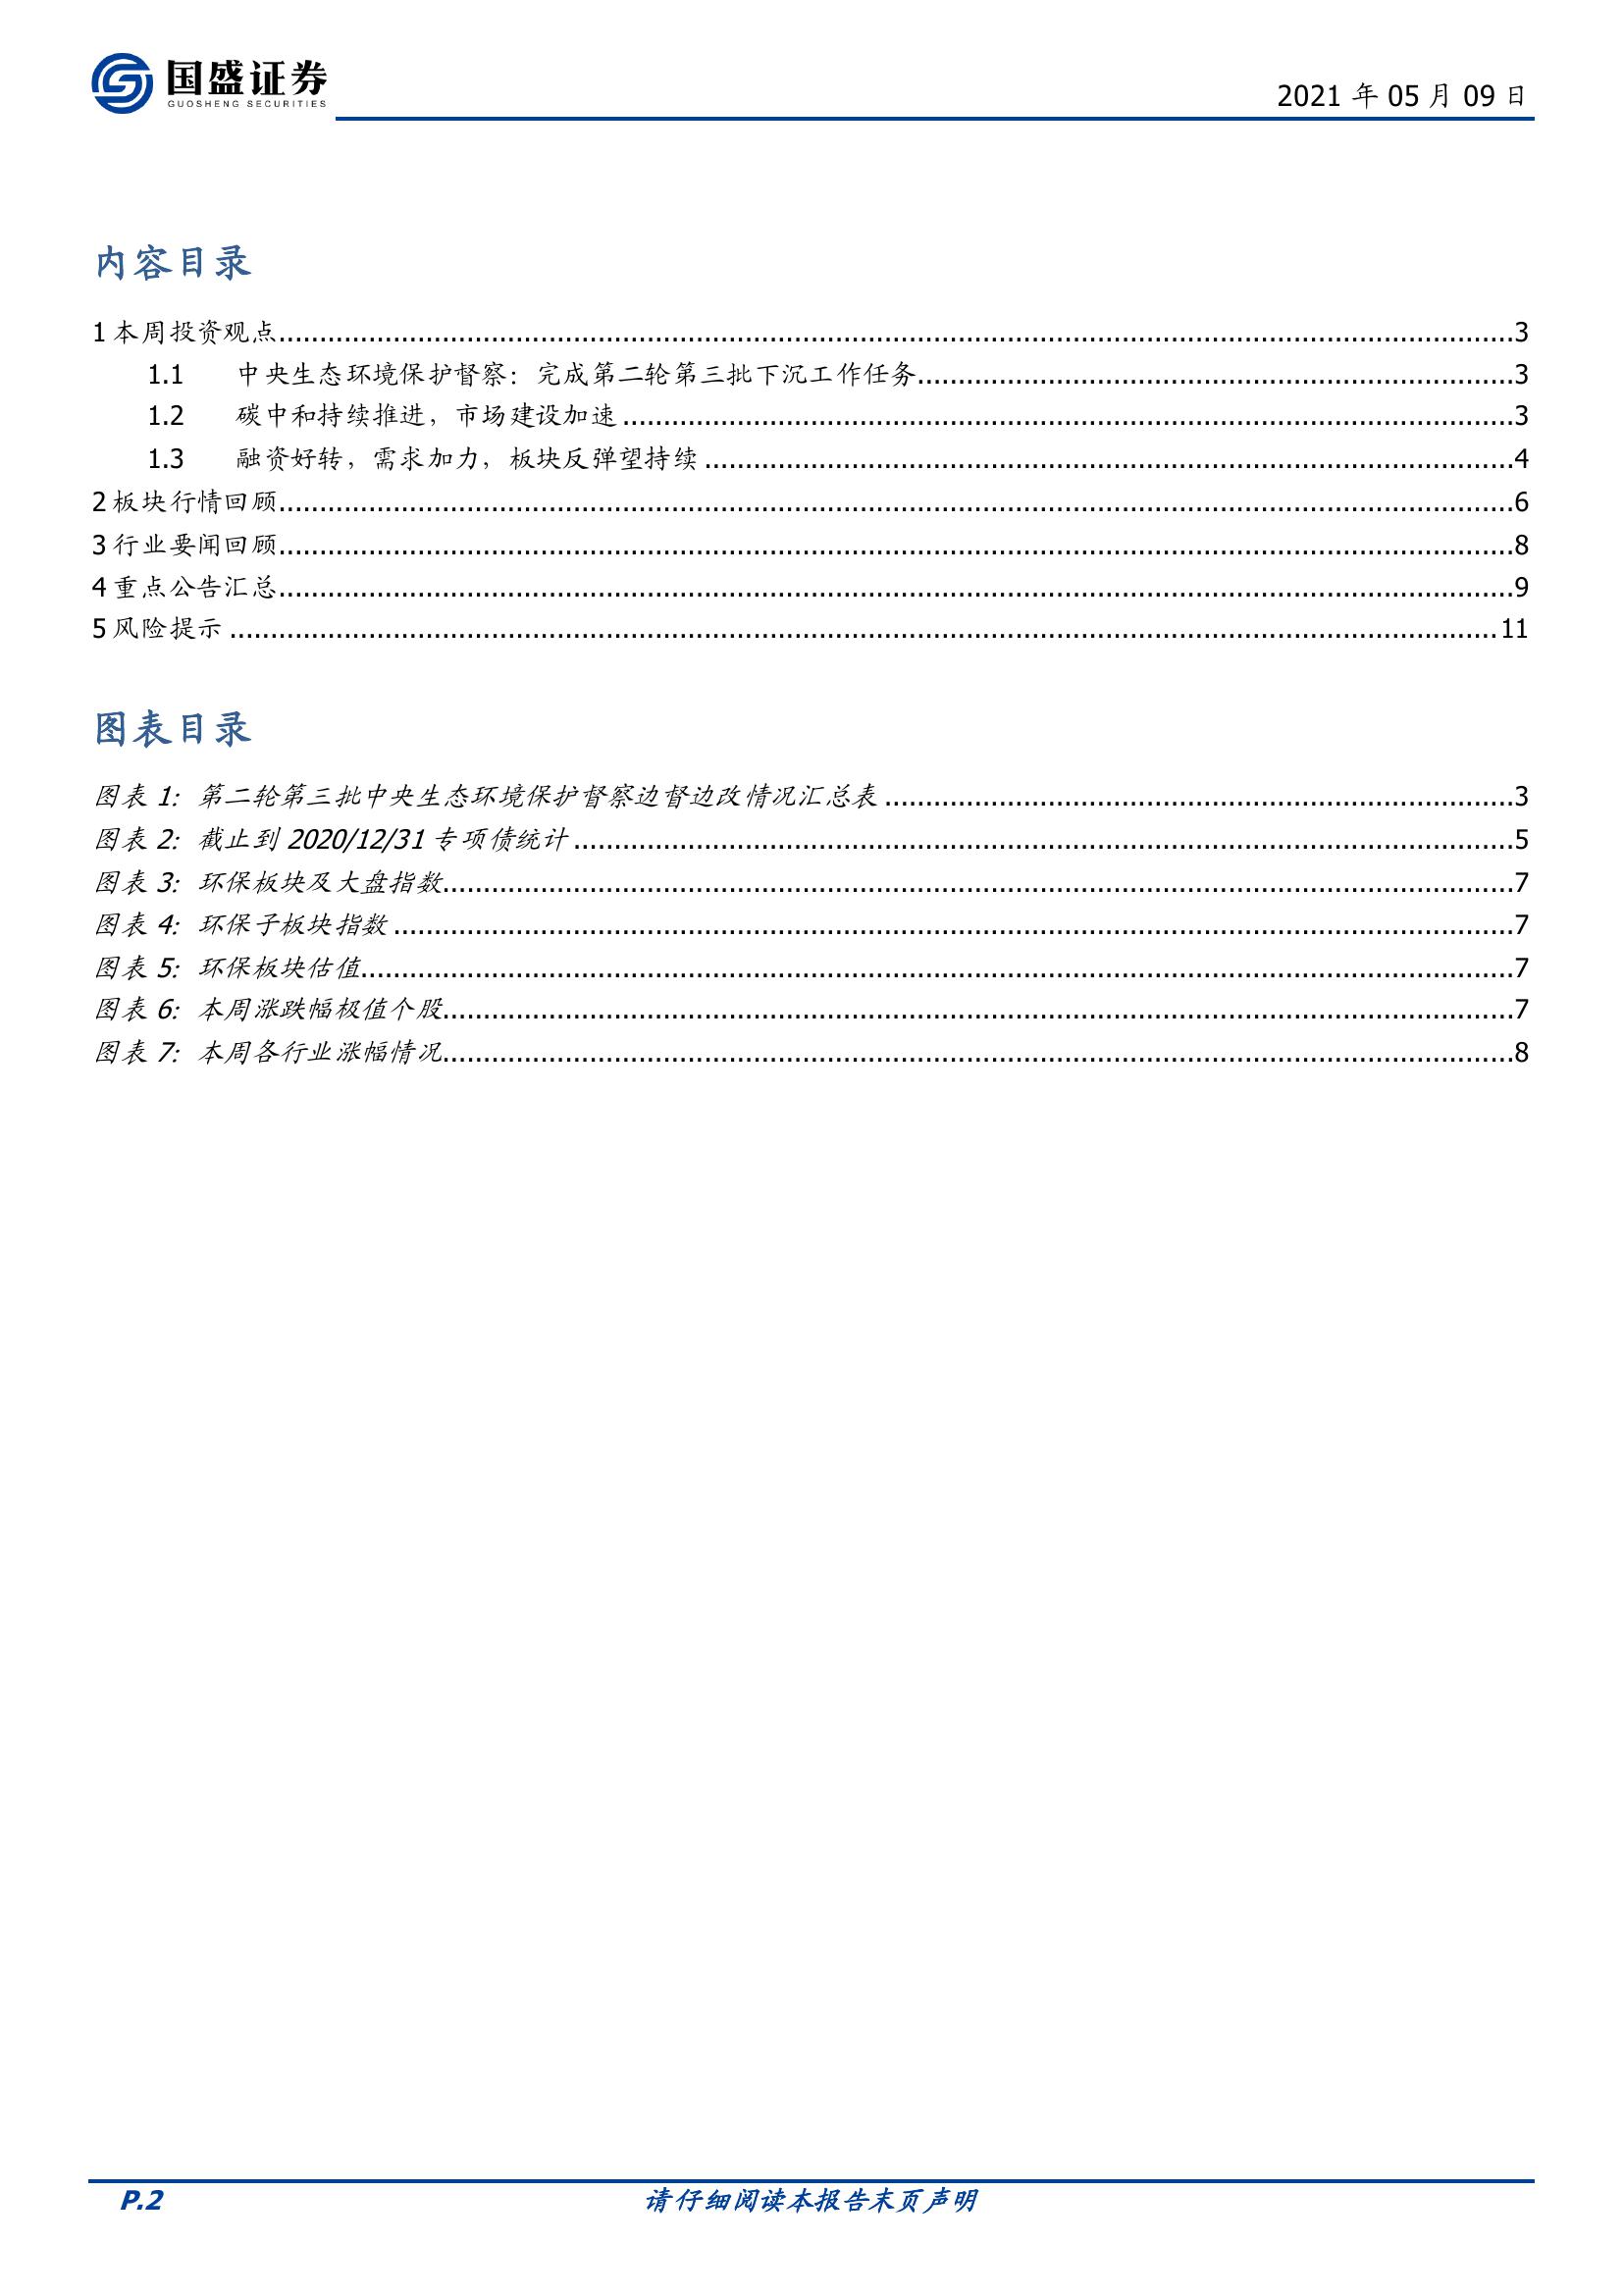 国盛证券
GUOSHENG SECURITIES
2021 年 05 月 09 日
内容目录
1 本周投资观点 3
1.1 中央生态环境保护督察：完成第二轮第三批下沉工作任务 3
1.2 碳中和持续推进，市场建设加速 3
1.3 融资好转，需求加力，板块反弹望持续 4
2 板块行情回顾 6
3 行业要闻回顾 8
4 重点公告汇总 9
5 风险提示 11
图表目录
图表 1：第二轮第三批中央生态环境保护督察边督边改情况汇总表 3
图表 2：截止到 2020/12/31 专项债统计 5
图表 3：环保板块及大盘指数 7
图表 4：环保子板块指数 7
图表 5：环保板块估值 7
图表 6：本周涨跌幅极值个股 7
图表 7：本周各行业涨幅情况 8
P.2 请仔细阅读本报告末页声明